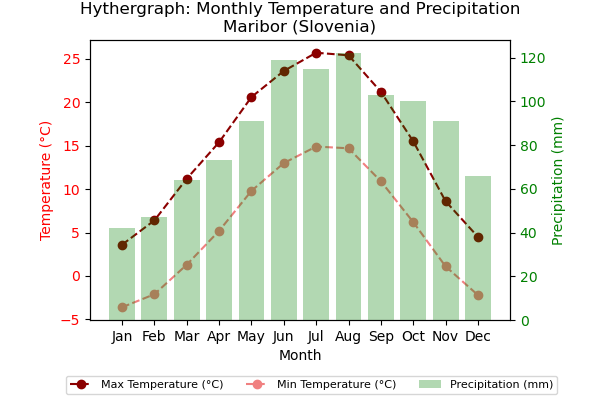 Hythergraph: Monthly Temperature and Precipitation
Maribor (Slovenia)
Temperature (°C)
25
20
15
10
5
0
−5
120
100
80
60
40
20
0
Precipitation (mm)
Jan Feb Mar Apr May Jun Jul Aug Sep Oct Nov Dec
Month
Max Temperature (°C) Min Temperature (°C) Precipitation (mm)